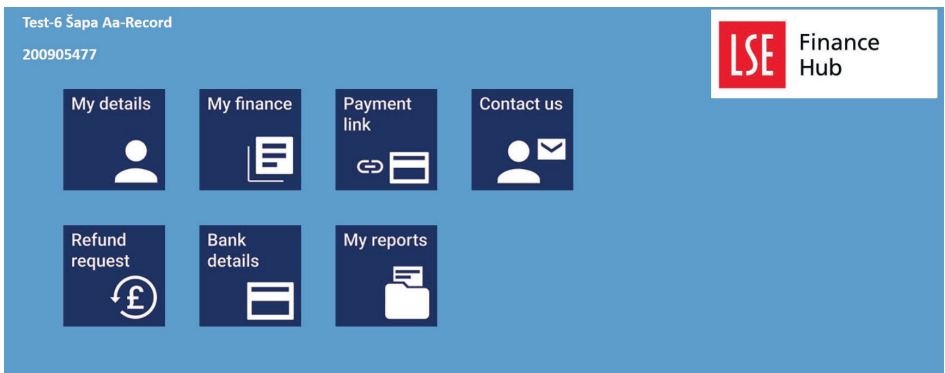 Test-6 Šapa Aa-Record
200905477
LSE
Finance
Hub
My details
My finance
Payment
link
Contact us
Refund
request
£
Bank
details
My reports